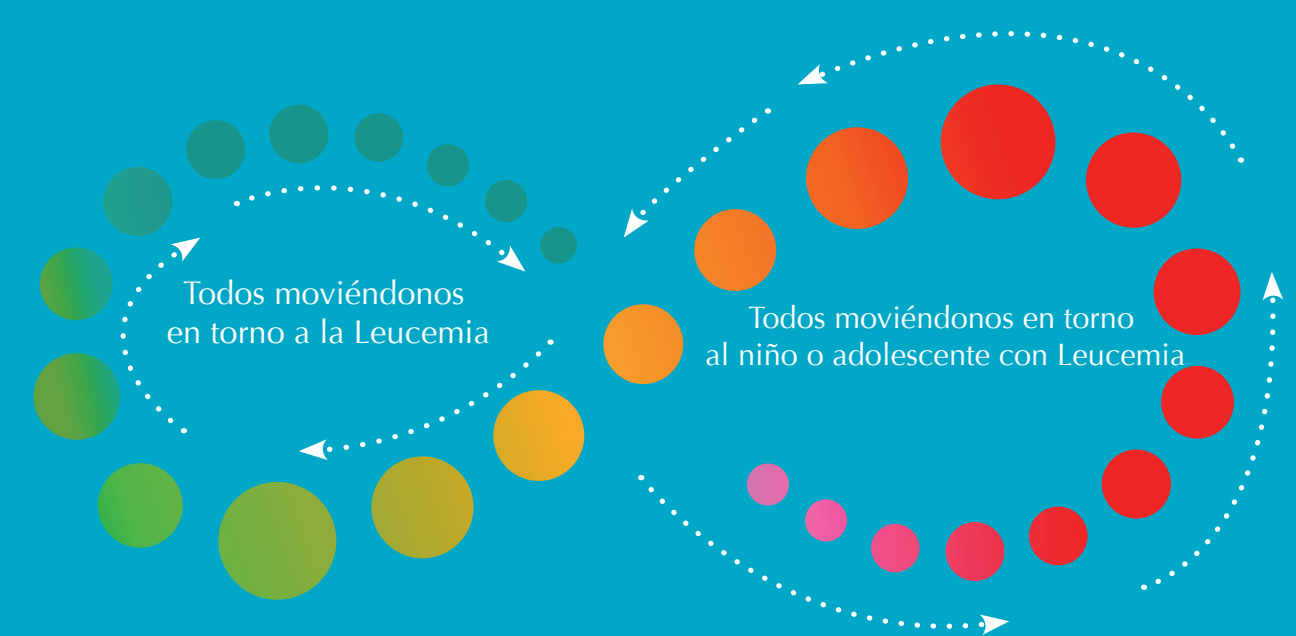 Todos moviéndonos
en torno a la Leucemia
Todos moviéndonos en torno
al niño o adolescente con Leucemia